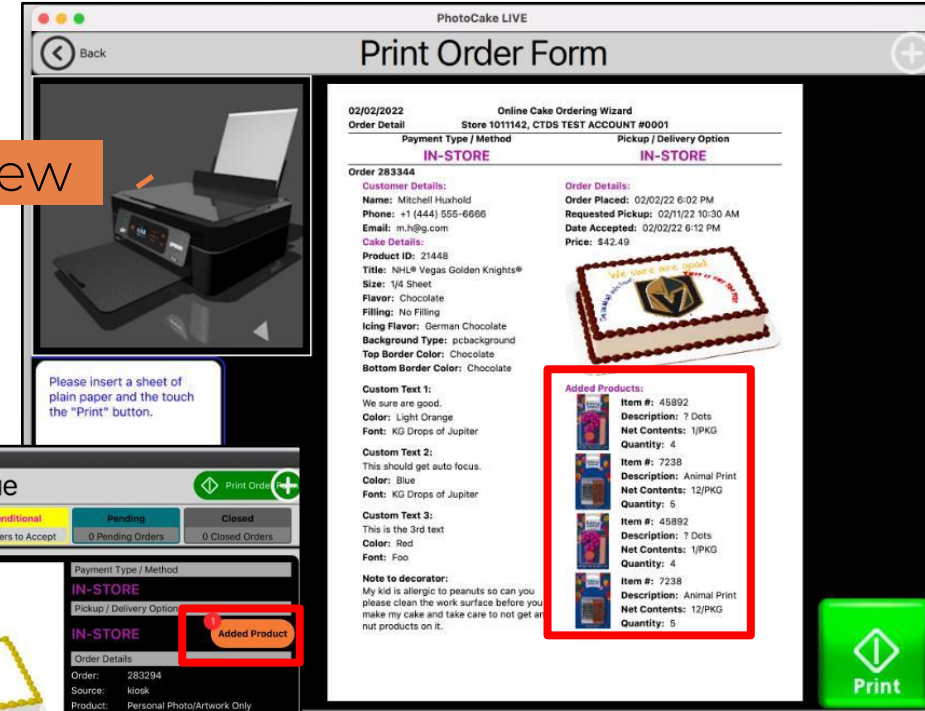 PhotoCake LIVE
Back
Print Order Form
ew
02/02/2022 Online Cake Ordering Wizard
Order Detail Store 1011142, CTDS TEST ACCOUNT #0001
Payment Type / Method Pickup / Delivery Option
IN-STORE IN-STORE
Order 283344
Customer Details:
Name: Mitchell Huxhold
Phone: +1 (444) 555-6666
Email: m.h@g.com
Cake Details:
Product ID: 21448
Title: NHL® Vegas Golden Knights®
Size: 1/4 Sheet
Flavor: Chocolate
Filling: No Filling
Icing Flavor: German Chocolate
Background Type: pcbackground
Top Border Color: Chocolate
Bottom Border Color: Chocolate
Custom Text 1:
We sure are good.
Color: Light Orange
Font: KG Drops of Jupiter
Custom Text 2:
This should get auto focus.
Color: Blue
Font: KG Drops of Jupiter
Custom Text 3:
This is the 3rd text
Color: Red
Font: Foo
Note to decorator:
My kid is allergic to peanuts so can you
please clean the work surface before you
make my cake and take care to not get an
nut products on it.
Order Details:
Order Placed: 02/02/22 6:02 PM
Requested Pickup: 02/11/22 10:30 AM
Date Accepted: 02/02/22 6:12 PM
Price: $42.49
We sure are good.
Added Products:
Item #: 45892
Description: ? Dots
Net Contents: 1/PKG
Quantity: 4
Item #: 7238
Description: Animal Print
Net Contents: 12/PKG
Quantity: 5
Item #: 45892
Description: ? Dots
Net Contents: 1/PKG
Quantity: 4
Item #: 7238
Description: Animal Print
Net Contents: 12/PKG
Quantity: 5
Please insert a sheet of
plain paper and the touch
the "Print" button.
ue
Print Order Form
nditional Pending Closed
ers to Accept 0 Pending Orders 0 Closed Orders
Payment Type / Method
IN-STORE
Pickup / Delivery Option
IN-STORE
1
Added Product
Order Details
Order: 283294
Source: kiosk
Product: Personal Photo/Artwork Only
Print